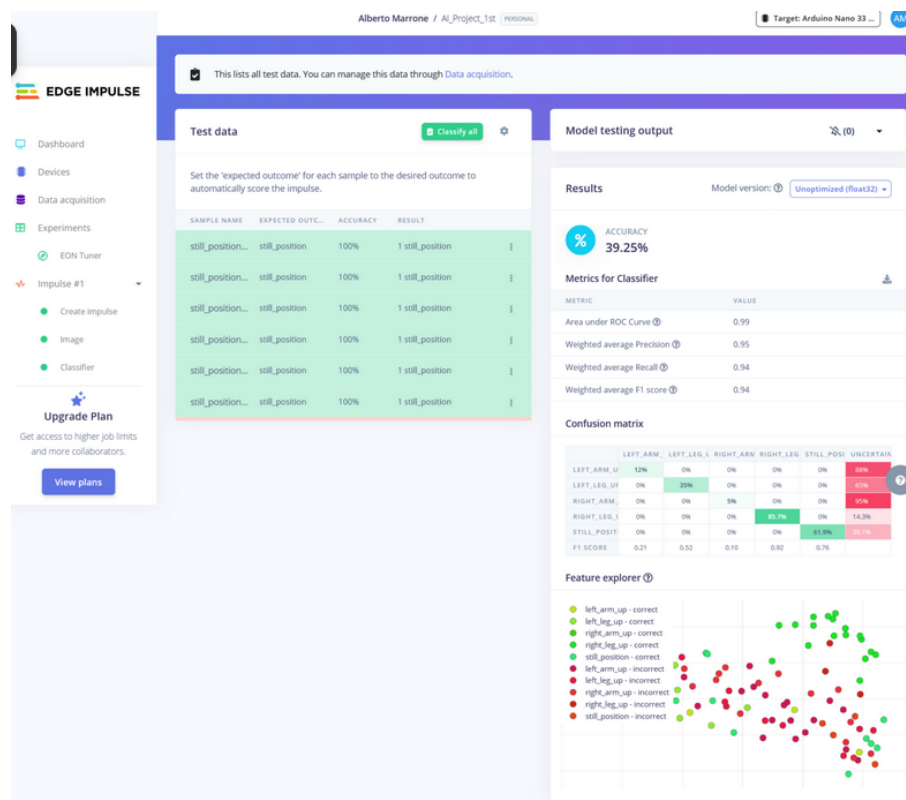 Alberto Marrone / AI_Project_1st PERSONAL
Target: Arduino Nano 33 ...
AM
This lists all test data. You can manage this data through Data acquisition.
EDGE IMPULSE
Dashboard
Devices
Data acquisition
Experiments
EON Tuner
Impulse #1
Create impulse
Image
Classifier
Upgrade Plan
Get access to higher job limits
and more collaborators.
View plans
Test data
Classify all
Set the 'expected outcome' for each sample to the desired outcome to
automatically score the impulse.
SAMPLE NAME EXPECTED OUTC... ACCURACY RESULT
still_position... still_position 100% 1 still_position
still_position... still_position 100% 1 still_position
still_position... still_position 100% 1 still_position
still_position... still_position 100% 1 still_position
still_position... still_position 100% 1 still_position
still_position... still_position 100% 1 still_position
Model testing output
(0)
Results
Model version: ? Unoptimized (float32)
%
ACCURACY
39.25%
Metrics for Classifier
METRIC VALUE
Area under ROC Curve ? 0.99
Weighted average Precision ? 0.95
Weighted average Recall ? 0.94
Weighted average F1 score ? 0.94
Confusion matrix
LEFT_ARM_ LEFT_LEG_U RIGHT_ARM RIGHT_LEG STILL_POSI UNCERTAIN
LEFT_ARM_U 12% 0% 0% 0% 0% 88%
LEFT_LEG_UP 0% 35% 0% 0% 0% 65%
RIGHT_ARM_ 0% 0% 5% 0% 0% 95%
RIGHT_LEG_U 0% 0% 0% 85.7% 0% 14.3%
STILL_POSIT 0% 0% 0% 0% 61.9% 38.1%
F1 SCORE 0.21 0.52 0.10 0.92 0.76
?
Feature explorer ?
left_arm_up - correct
left_leg_up - correct
right_arm_up - correct
right_leg_up - correct
still_position - correct
left_arm_up - incorrect
left_leg_up - incorrect
right_arm_up - incorrect
right_leg_up - incorrect
still_position - incorrect